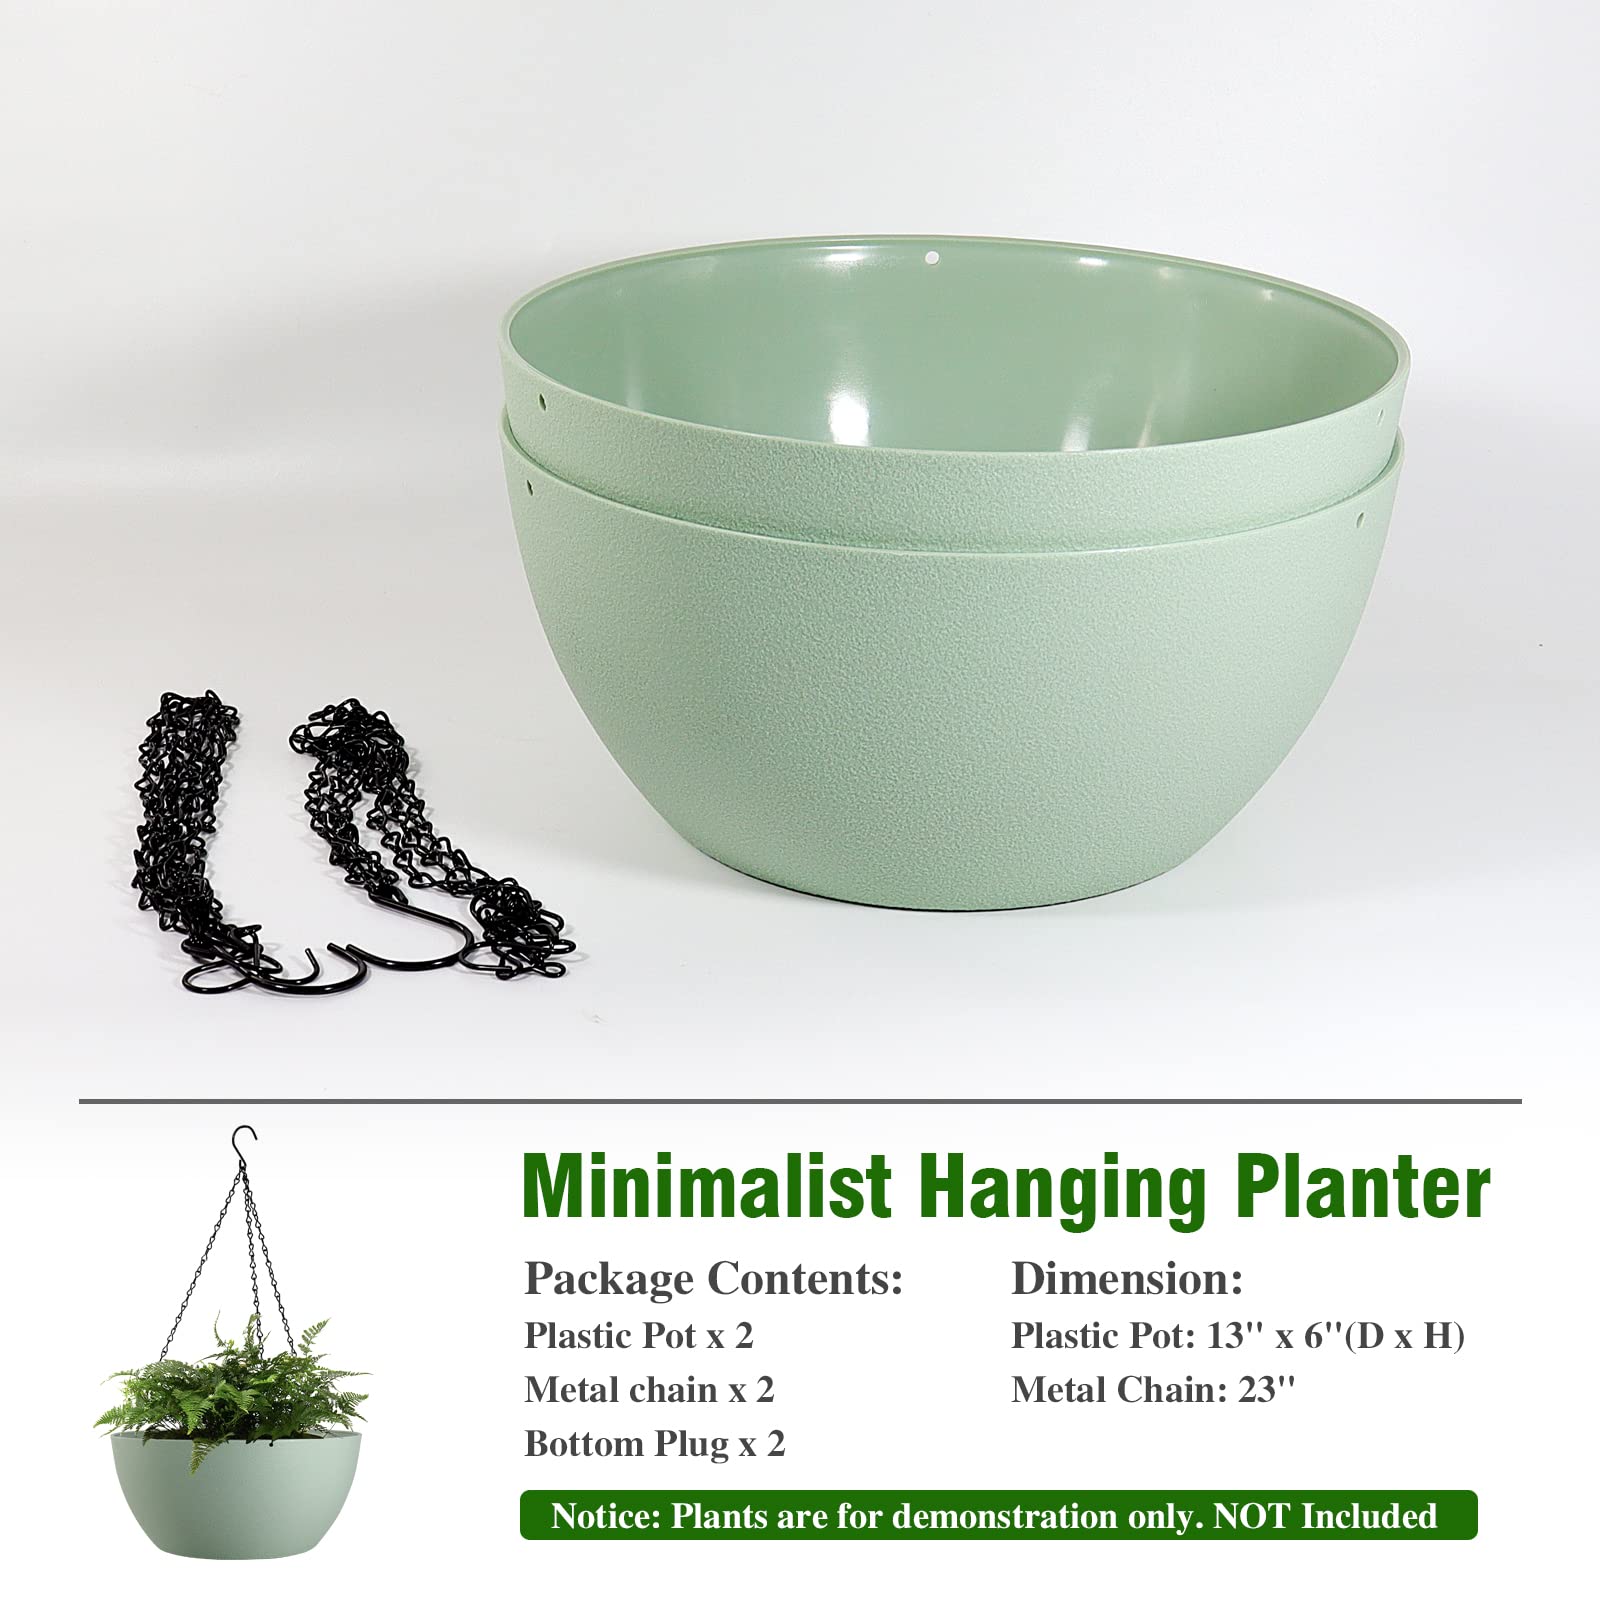 Minimalist Hanging Planter
Package Contents:
Plastic Pot x 2
Metal chain x 2
Bottom Plug x 2
Dimension:
Plastic Pot: 13" x 6"(D x H)
Metal Chain: 23"
Notice: Plants are for demonstration only. NOT Included